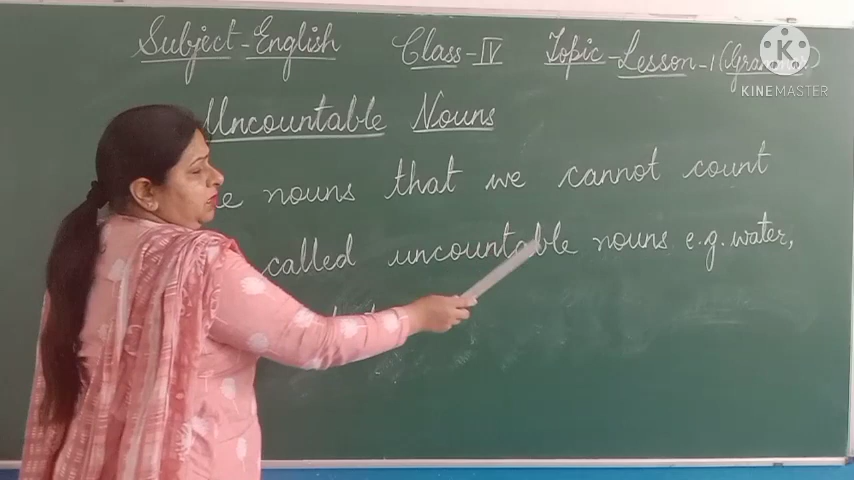 Subject-English Class-IV Topic-Lesson-1(Grammar)
KINEMASTER
Uncountable Nouns
nouns that we cannot count
called uncountable nouns e.g. water,